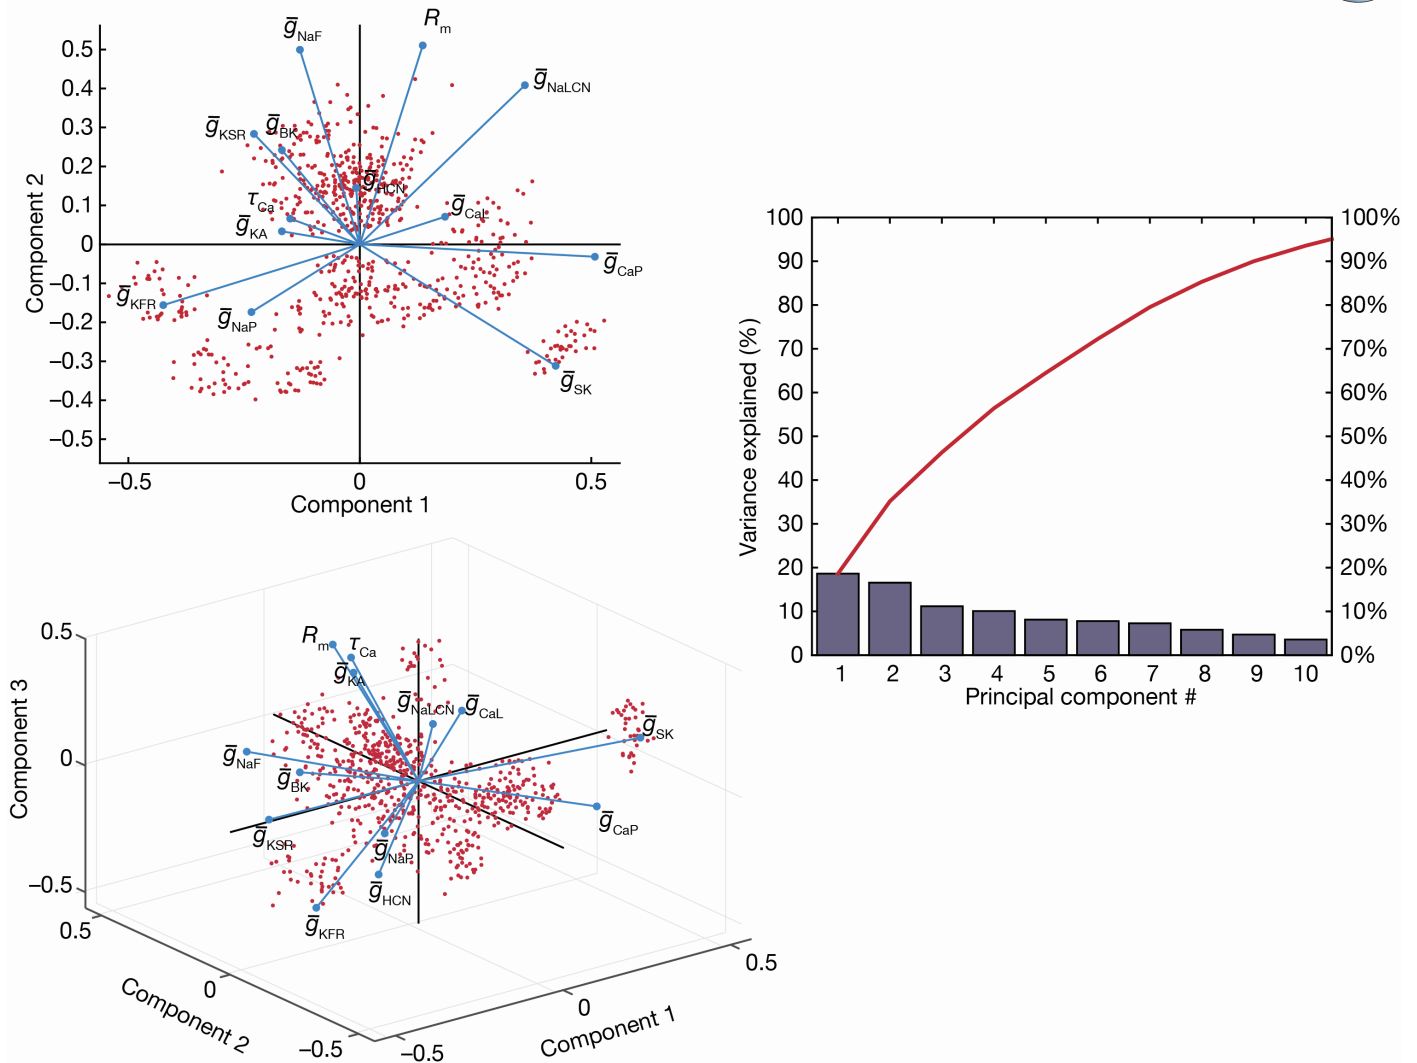 ḡNaF
Rm
ḡNaLCN
ḡKSR
ḡBK
ḡHCN
τCa
ḡKA
ḡCaL
ḡCaP
ḡKFR
ḡNaP
ḡSK
0.5
0.4
0.3
0.2
0.1
0
−0.1
−0.2
−0.3
−0.4
−0.5
Component 2
−0.5
0
0.5
Component 1
100
90
80
70
60
50
40
30
20
10
0
Variance explained (%)
100%
90%
80%
70%
60%
50%
40%
30%
20%
10%
0%
1 2 3 4 5 6 7 8 9 10
Principal component #
0.5
0
−0.5
Component 3
Rm
τCa
ḡKA
ḡNaLCN
ḡCaL
ḡSK
ḡNaF
ḡBK
ḡCaP
ḡKSR
ḡNaP
ḡHCN
ḡKFR
0.5
0
−0.5
Component 2
−0.5
0
0.5
Component 1